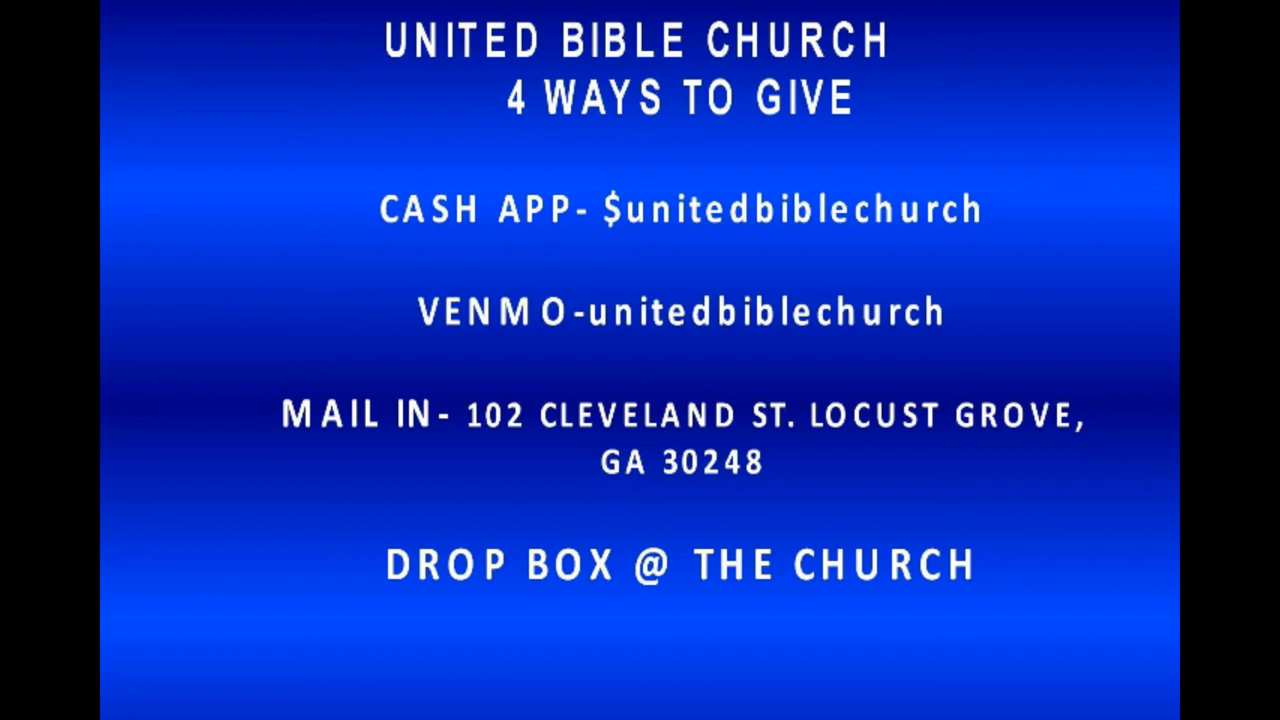 UNITED BIBLE CHURCH
4 WAYS TO GIVE
CASH APP- $unitedbiblechurch
VENMO-unitedbiblechurch
MAIL IN- 102 CLEVELAND ST. LOCUST GROVE,
GA 30248
DROP BOX @ THE CHURCH